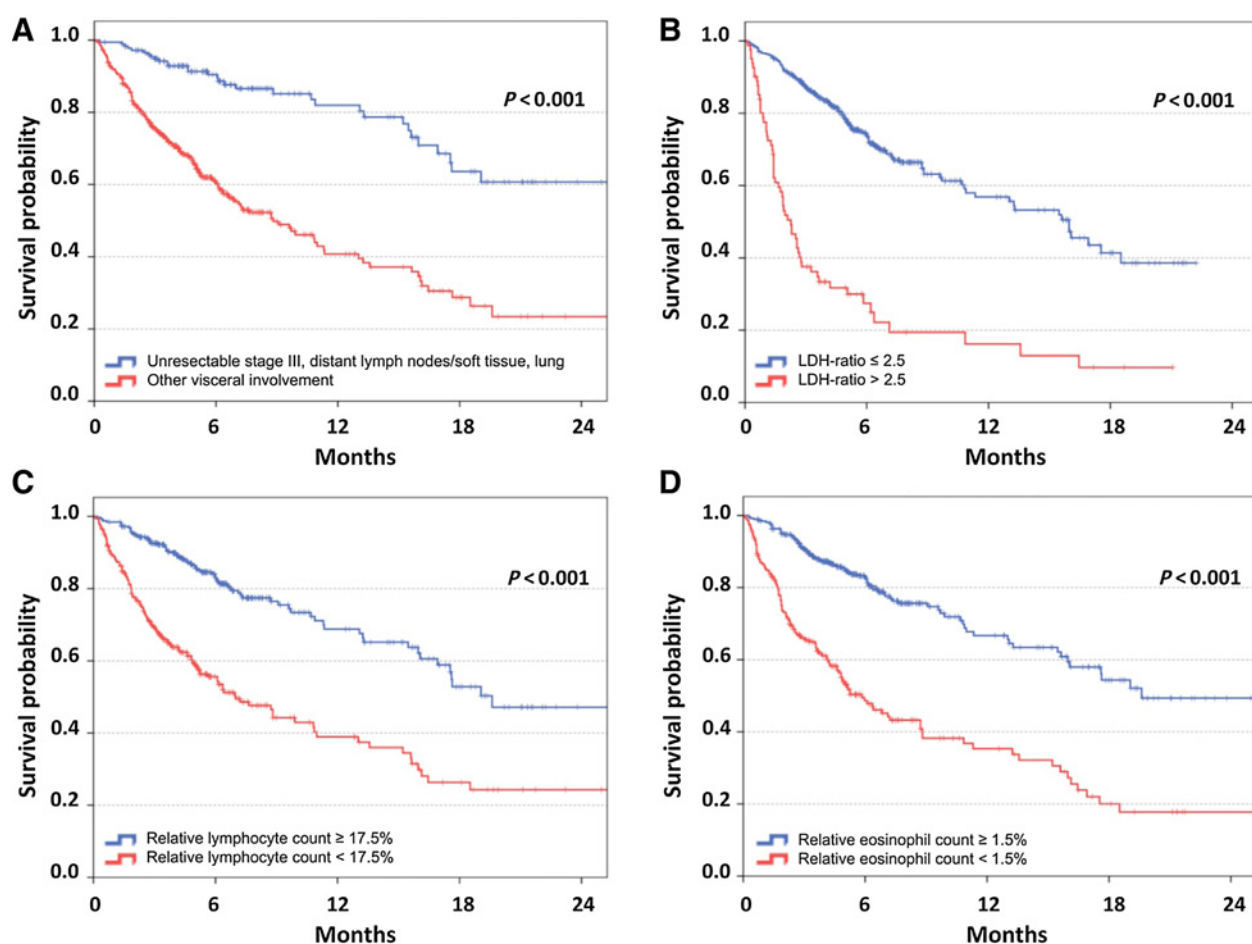 A
Survival probability
1.0
0.8
0.6
0.4
0.2
0.0
P < 0.001
Unresectable stage III, distant lymph nodes/soft tissue, lung
Other visceral involvement
0 6 12 18 24
Months
B
Survival probability
1.0
0.8
0.6
0.4
0.2
0.0
P < 0.001
LDH-ratio ≤ 2.5
LDH-ratio > 2.5
0 6 12 18 24
Months
C
Survival probability
1.0
0.8
0.6
0.4
0.2
0.0
P < 0.001
Relative lymphocyte count ≥ 17.5%
Relative lymphocyte count < 17.5%
0 6 12 18 24
Months
D
Survival probability
1.0
0.8
0.6
0.4
0.2
0.0
P < 0.001
Relative eosinophil count ≥ 1.5%
Relative eosinophil count < 1.5%
0 6 12 18 24
Months